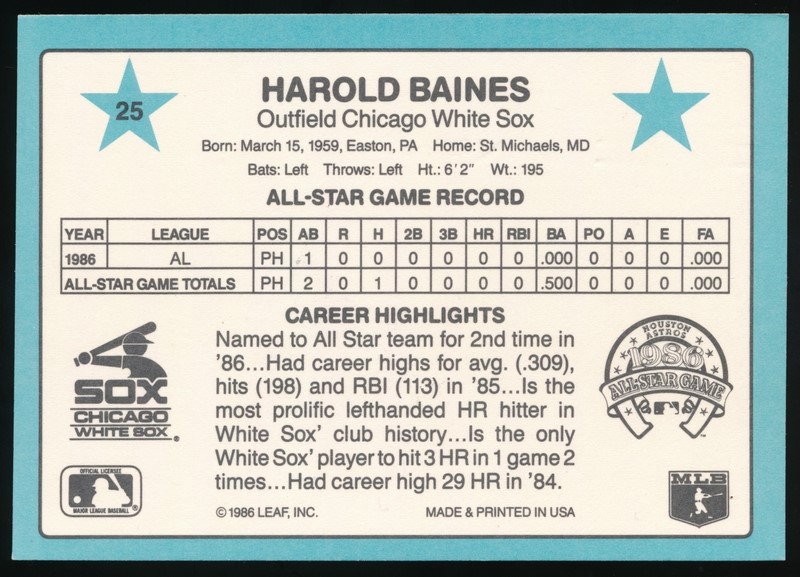 25
HAROLD BAINES
Outfield Chicago White Sox
Born: March 15, 1959, Easton, PA Home: St. Michaels, MD
Bats: Left Throws: Left Ht.: 6'2" Wt.: 195
ALL-STAR GAME RECORD
YEAR LEAGUE POS AB R H 2B 3B HR RBI BA PO A E FA
1986 AL PH 1 0 0 0 0 0 0 .000 0 0 0 .000
ALL-STAR GAME TOTALS PH 2 0 1 0 0 0 0 .500 0 0 0 .000
CAREER HIGHLIGHTS
Named to All Star team for 2nd time in
'86...Had career highs for avg. (.309),
hits (198) and RBI (113) in '85...Is the
most prolific lefthanded HR hitter in
White Sox' club history...Is the only
White Sox' player to hit 3 HR in 1 game 2
times...Had career high 29 HR in '84.
SOX
CHICAGO
WHITE SOX®
HOUSTON
ASTROS
1986
ALL-STAR GAME
™
OFFICIAL LICENSEE
MAJOR LEAGUE BASEBALL
®
© 1986 LEAF, INC. MADE & PRINTED IN USA
MLB